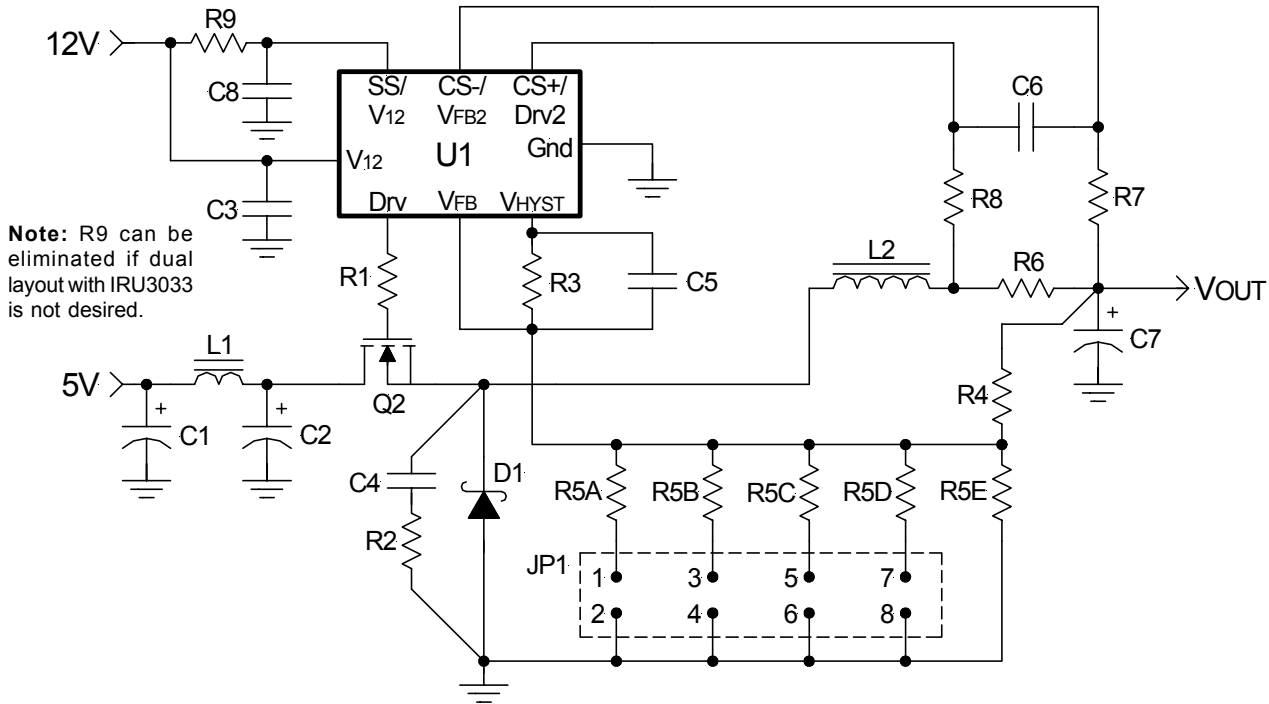 R9
12V
C8
SS/
V12
CS-/
VFB2
CS+/
Drv2
V12
U1
Gnd
Drv
VFB
VHYST
C3
C6
R8
R7
Note: R9 can be
eliminated if dual
layout with IRU3033
is not desired.
R1
R3
C5
L2
R6
VOUT
+
C7
L1
5V
Q2
R4
+
C1
+
C2
C4
D1
R2
R5A
R5B
R5C
R5D
R5E
JP1
1
3
5
7
2
4
6
8